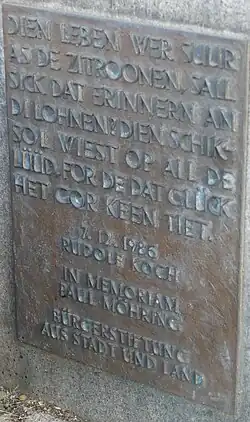 DIEN LEBEN WER SUUR
AS DE ZITROONEN. SALL
SICK DAT ERINNERN AN
DI LOHNEN? DIEN SCHIK-
SOL WIEST OP ALL DE
LÜÜD, FOR DE DAT GLÜCK
HET GOR KEEN TIET.
7. 12. 1986
RUDOLF KOCH
IN MEMORIAM
PAUL MÖHRING
BÜRGERSTIFTUNG
AUS STADT UND LAND